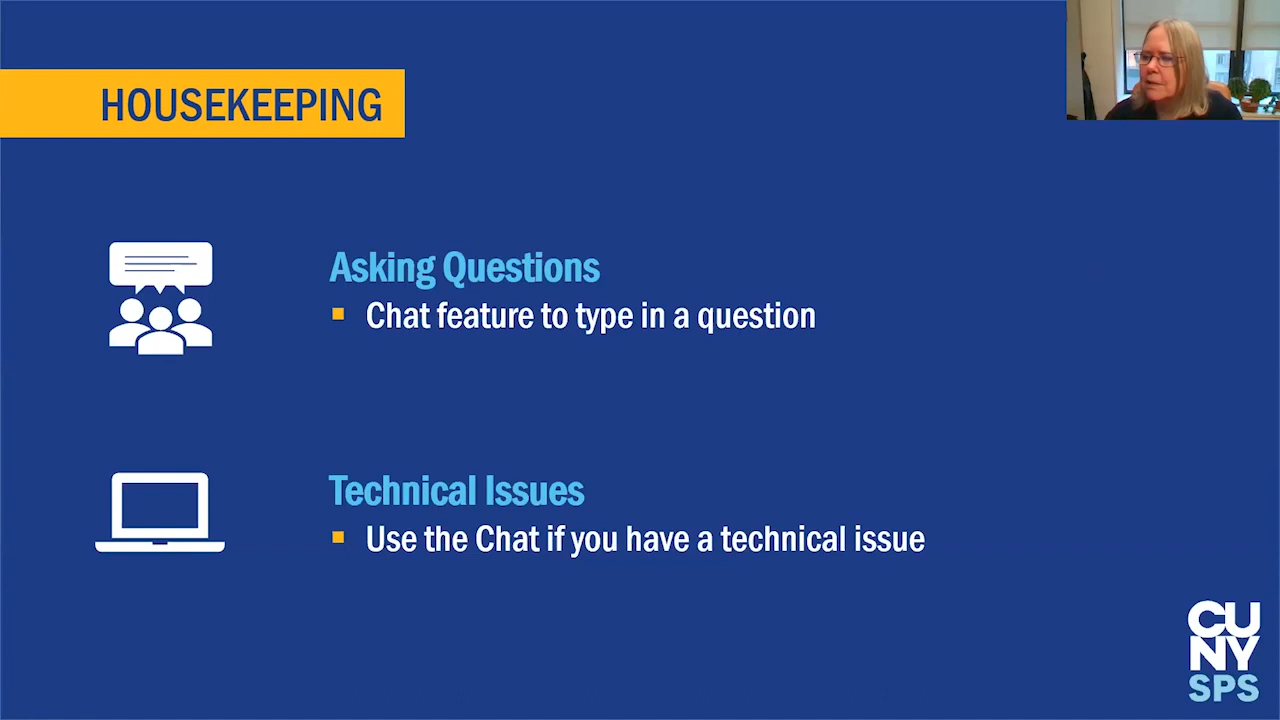 HOUSEKEEPING
Asking Questions
Chat feature to type in a question
Technical Issues
Use the Chat if you have a technical issue
CU
NY
SPS